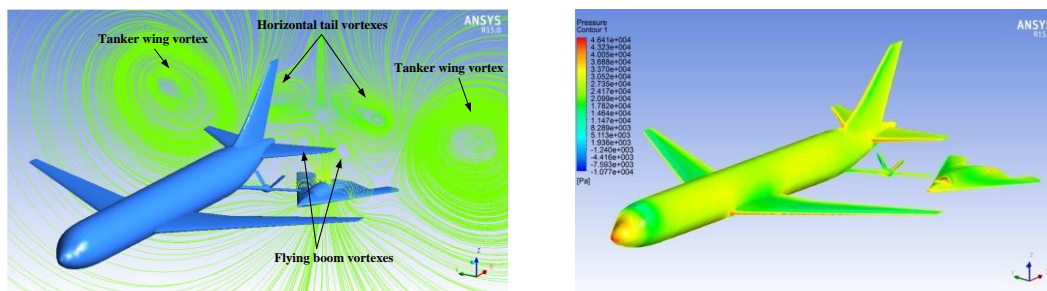 ANSYS
R15.0
Horizontal tail vortexes
Tanker wing vortex
Tanker wing vortex
Flying boom vortexes
Z
Pressure
Contour 1
4.641e+004
4.323e+004
4.005e+004
3.688e+004
3.370e+004
3.052e+004
2.735e+004
2.417e+004
2.099e+004
1.782e+004
1.464e+004
1.147e+004
8.289e+003
5.113e+003
1.936e+003
-1.240e+003
-4.416e+003
-7.593e+003
-1.077e+004
[Pa]
ANSY
R15
Z